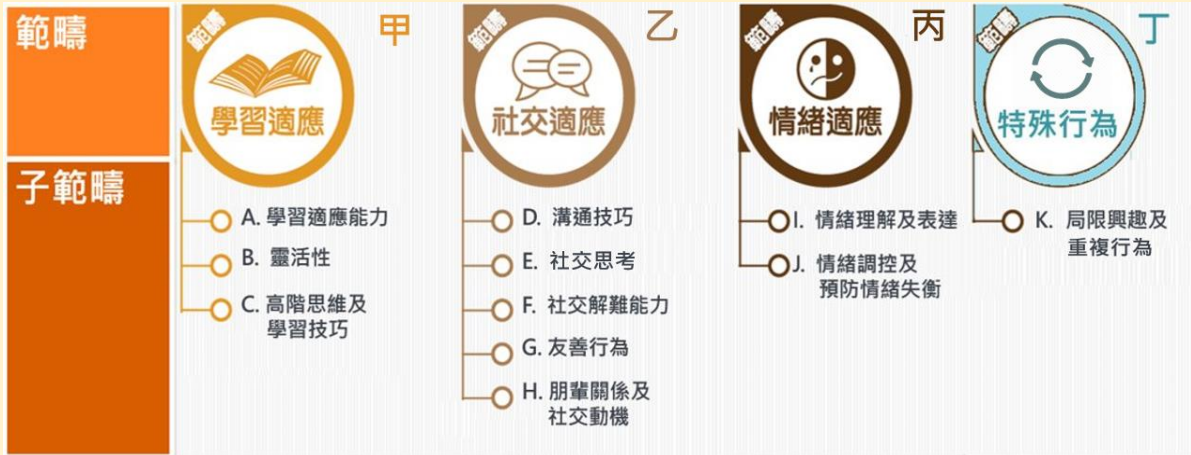 範疇
子範疇
範疇
甲
學習適應
A. 學習適應能力
B. 靈活性
C. 高階思維及
學習技巧
範疇
乙
社交適應
D. 溝通技巧
E. 社交思考
F. 社交解難能力
G. 友善行為
H. 朋輩關係及
社交動機
範疇
丙
情緒適應
I. 情緒理解及表達
J. 情緒調控及
預防情緒失衡
範疇
丁
特殊行為
K. 局限興趣及
重複行為